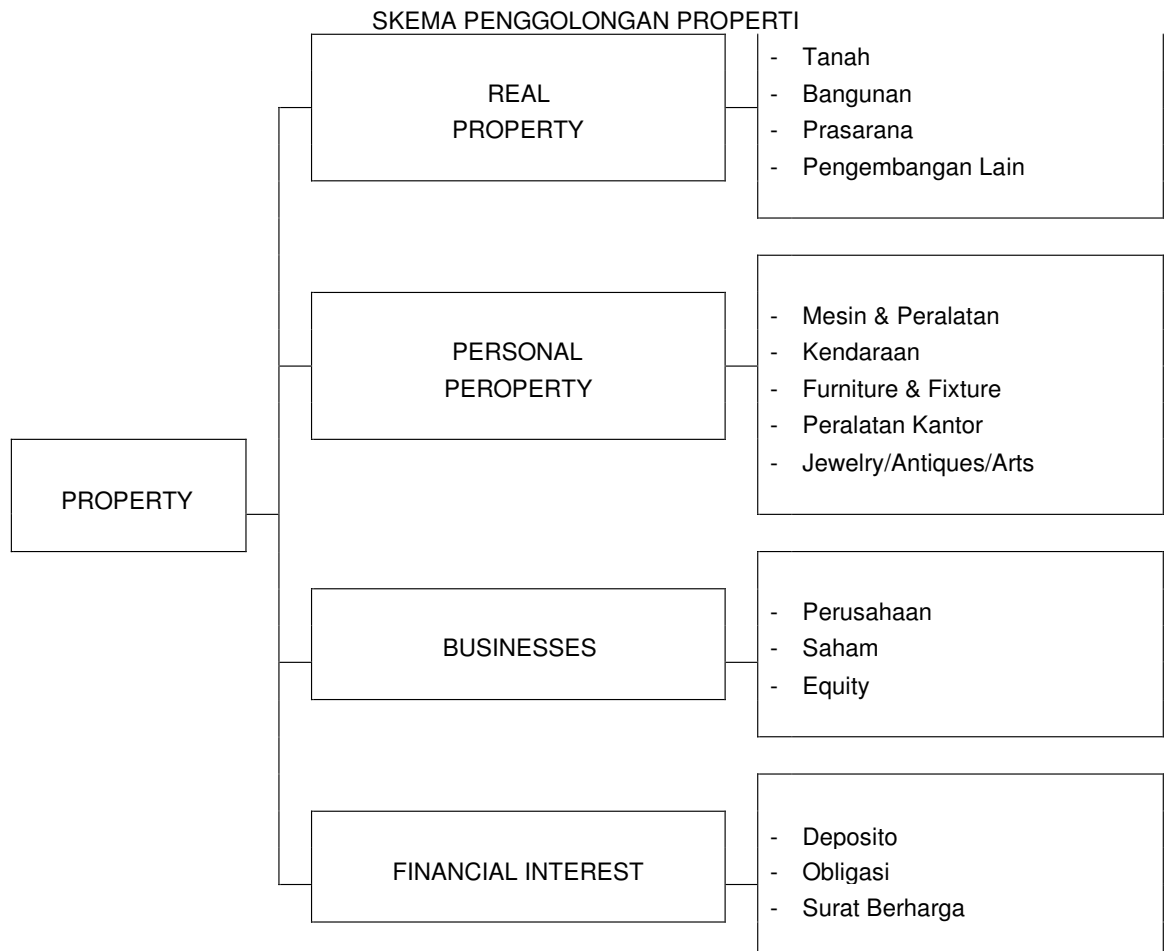 SKEMA PENGGOLONGAN PROPERTI
REAL
PROPERTY
- Tanah
- Bangunan
- Prasarana
- Pengembangan Lain
PERSONAL
PEROPERTY
- Mesin & Peralatan
- Kendaraan
- Furniture & Fixture
- Peralatan Kantor
- Jewelry/Antiques/Arts
PROPERTY
BUSINESSES
- Perusahaan
- Saham
- Equity
FINANCIAL INTEREST
- Deposito
- Obligasi
- Surat Berharga